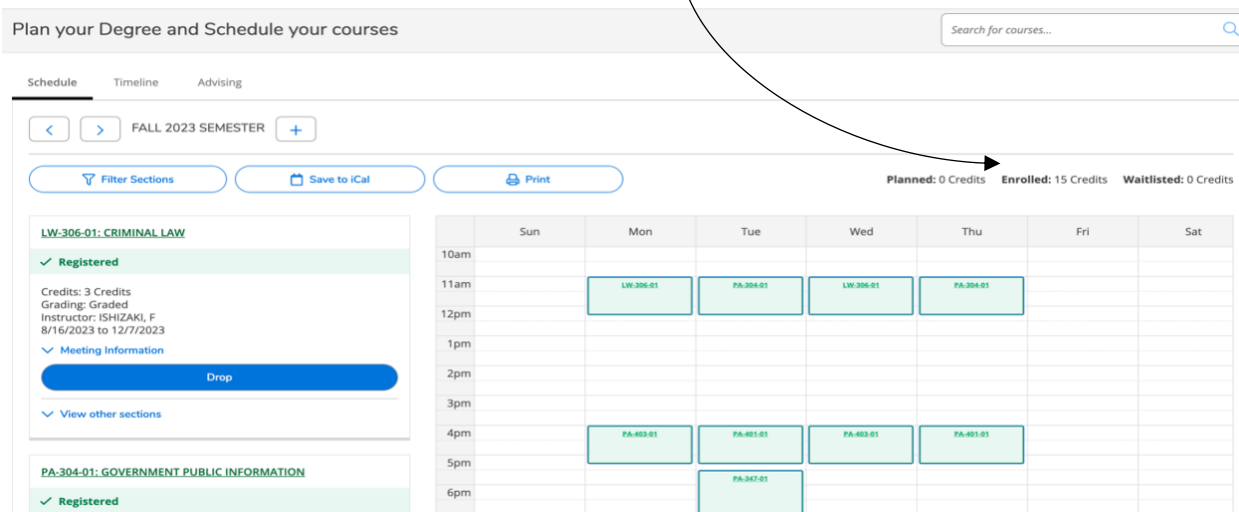 Plan your Degree and Schedule your courses
Search for courses...
Schedule Timeline Advising
FALL 2023 SEMESTER
Filter Sections Save to iCal Print
Planned: 0 Credits Enrolled: 15 Credits Waitlisted: 0 Credits
LW-306-01: CRIMINAL LAW
Registered
Credits: 3 Credits
Grading: Graded
Instructor: ISHIZAKI, F
8/16/2023 to 12/7/2023
Meeting Information
Drop
View other sections
PA-304-01: GOVERNMENT PUBLIC INFORMATION
Registered
Sun Mon Tue Wed Thu Fri Sat
10am
11am LW-306-01 PA-304-01 LW-306-01 PA-304-01
12pm
1pm
2pm
3pm
4pm PA-403-01 PA-401-01 PA-403-01 PA-401-01
5pm
PA-347-01
6pm